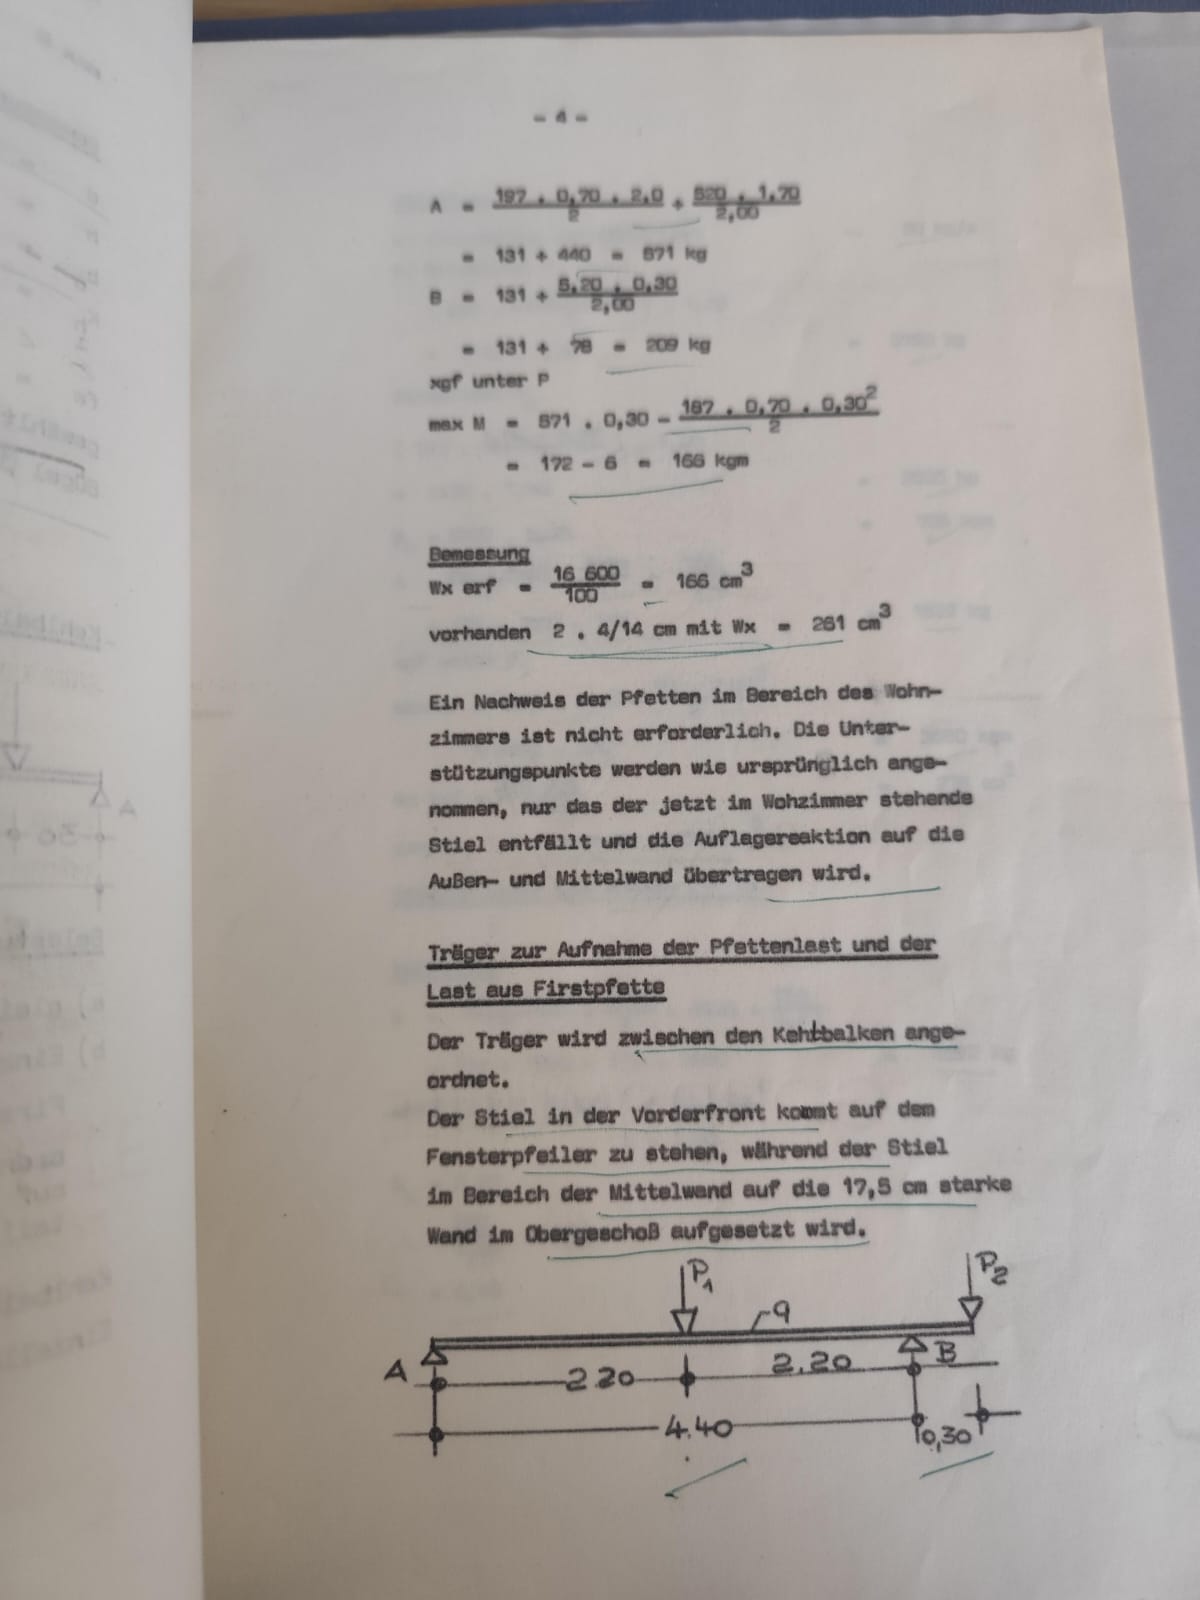 - 4 -
A = 197 . 0,70 . 2,0 / 2 + 520 . 1,70 / 2,00
= 131 + 440 = 571 kg
B = 131 + 5,20 . 0,30 / 2,00
= 131 + 78 = 209 kg
xgf unter P
max M = 571 . 0,30 - 187 . 0,70 . 0,30² / 2
= 172 - 6 = 166 kgm
Bemessung
Wx erf = 16 600 / 100 = 166 cm³
vorhanden 2 . 4/14 cm mit Wx = 261 cm³
Ein Nachweis der Pfetten im Bereich des Wohn-
zimmers ist nicht erforderlich. Die Unter-
stützungspunkte werden wie ursprünglich ange-
nommen, nur das der jetzt im Wohzimmer stehende
Stiel entfällt und die Auflagereaktion auf die
Außen- und Mittelwand übertragen wird.
Träger zur Aufnahme der Pfettenlast und der
Last aus Firstpfette
Der Träger wird zwischen den Kehlbalken ange-
ordnet.
Der Stiel in der Vorderfront kommt auf dem
Fensterpfeiler zu stehen, während der Stiel
im Bereich der Mittelwand auf die 17,5 cm starke
Wand im Obergeschoß aufgesetzt wird.
P1 P2
q
A B
2.20 2.20
4.40 0,30